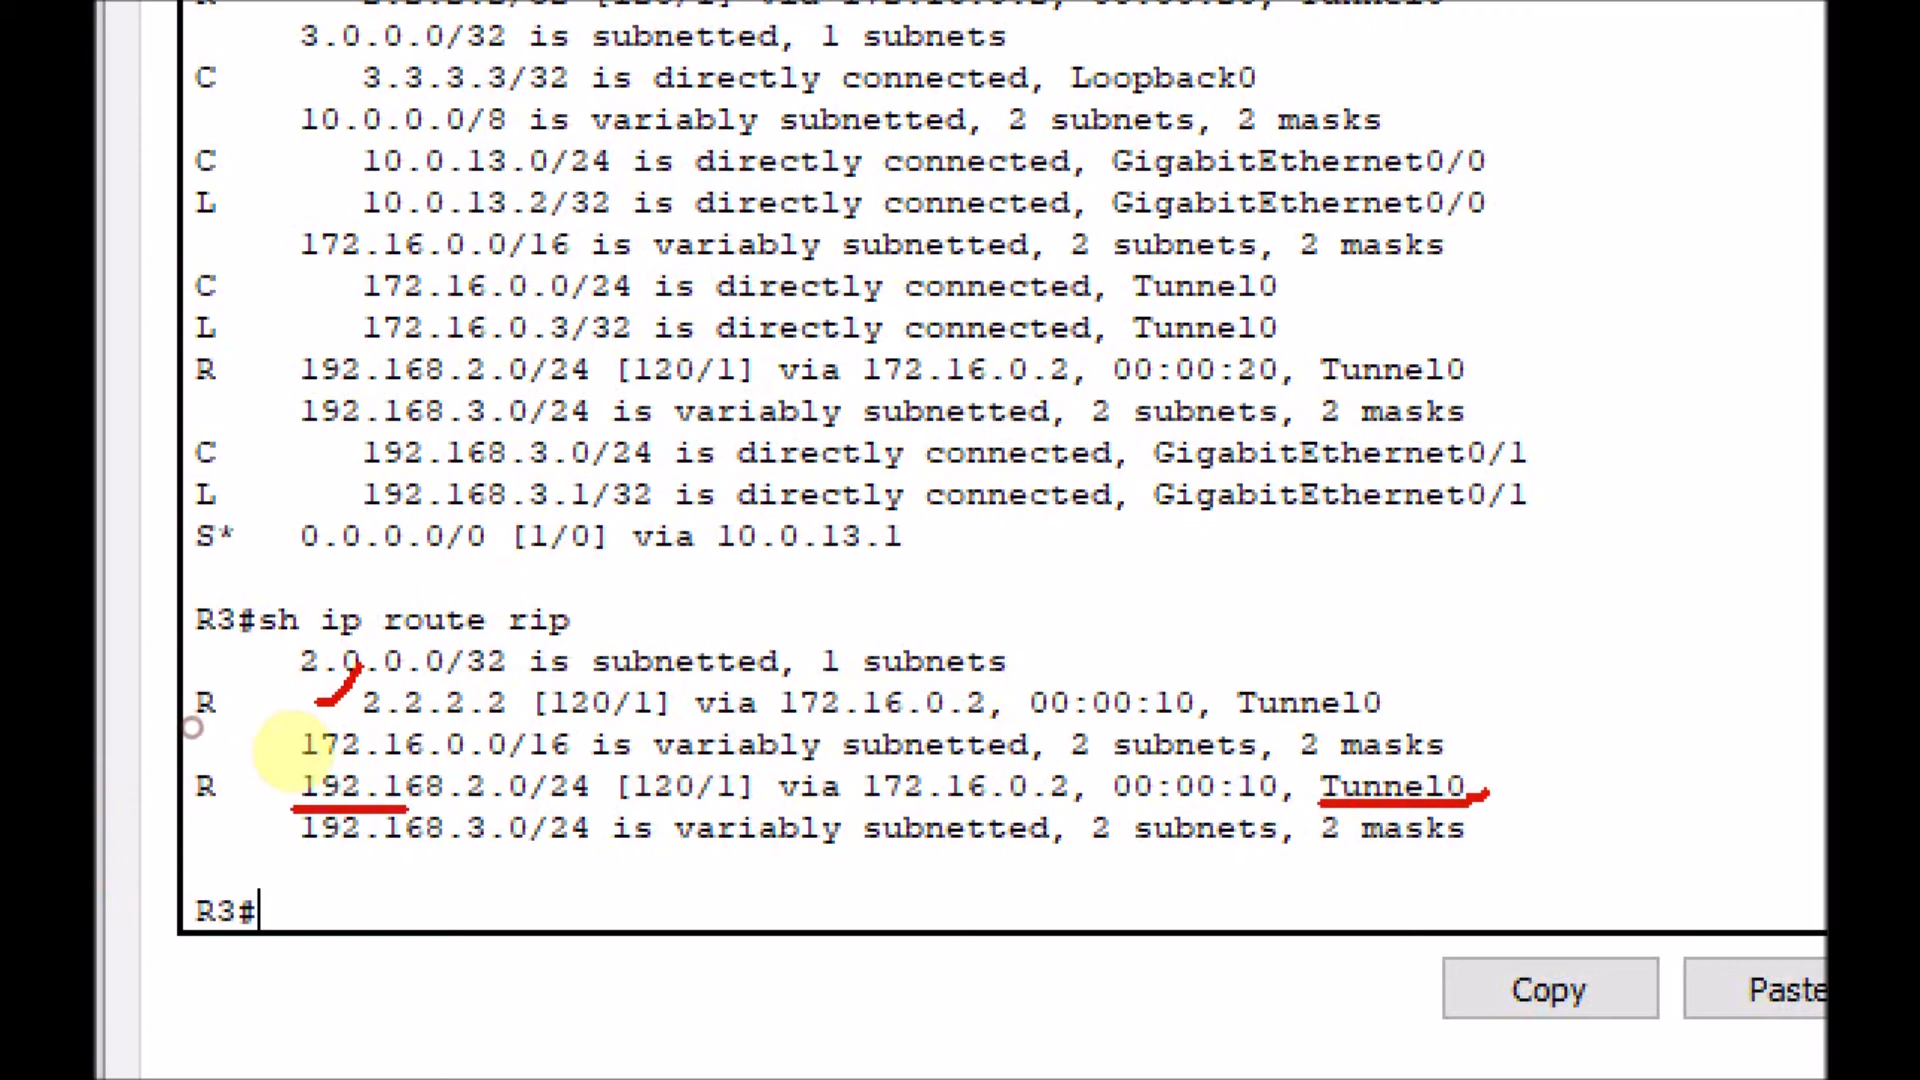 3.0.0.0/32 is subnetted, 1 subnets
C 3.3.3.3/32 is directly connected, Loopback0
10.0.0.0/8 is variably subnetted, 2 subnets, 2 masks
C 10.0.13.0/24 is directly connected, GigabitEthernet0/0
L 10.0.13.2/32 is directly connected, GigabitEthernet0/0
172.16.0.0/16 is variably subnetted, 2 subnets, 2 masks
C 172.16.0.0/24 is directly connected, Tunnel0
L 172.16.0.3/32 is directly connected, Tunnel0
R 192.168.2.0/24 [120/1] via 172.16.0.2, 00:00:20, Tunnel0
192.168.3.0/24 is variably subnetted, 2 subnets, 2 masks
C 192.168.3.0/24 is directly connected, GigabitEthernet0/1
L 192.168.3.1/32 is directly connected, GigabitEthernet0/1
S* 0.0.0.0/0 [1/0] via 10.0.13.1
R3#sh ip route rip
2.0.0.0/32 is subnetted, 1 subnets
R 2.2.2.2 [120/1] via 172.16.0.2, 00:00:10, Tunnel0
172.16.0.0/16 is variably subnetted, 2 subnets, 2 masks
R 192.168.2.0/24 [120/1] via 172.16.0.2, 00:00:10, Tunnel0
192.168.3.0/24 is variably subnetted, 2 subnets, 2 masks
R3#
Copy Paste